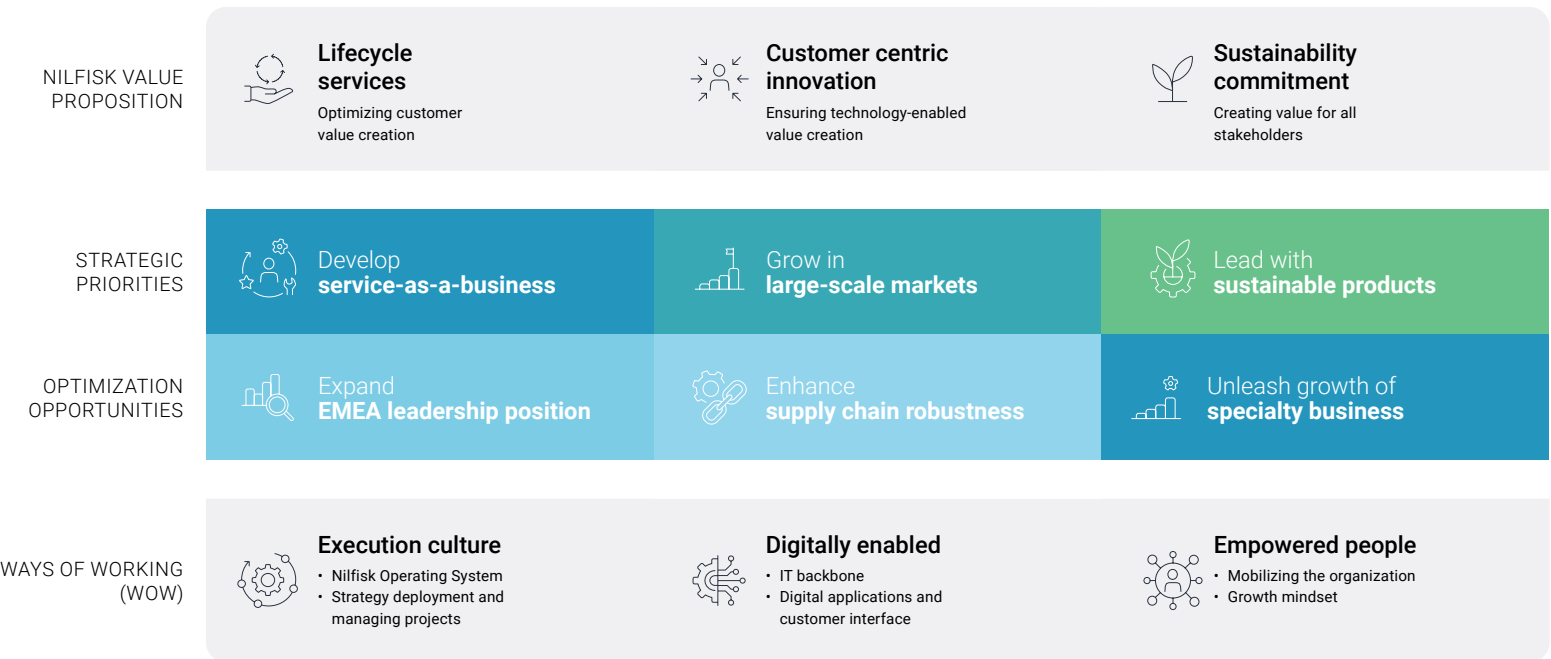 NILFISK VALUE
PROPOSITION
Lifecycle
services
Optimizing customer
value creation
Customer centric
innovation
Ensuring technology-enabled
value creation
Sustainability
commitment
Creating value for all
stakeholders
STRATEGIC
PRIORITIES
Develop
service-as-a-business
Grow in
large-scale markets
Lead with
sustainable products
OPTIMIZATION
OPPORTUNITIES
Expand
EMEA leadership position
Enhance
supply chain robustness
Unleash growth of
specialty business
WAYS OF WORKING
(WOW)
Execution culture
• Nilfisk Operating System
• Strategy deployment and
managing projects
Digitally enabled
• IT backbone
• Digital applications and
customer interface
Empowered people
• Mobilizing the organization
• Growth mindset